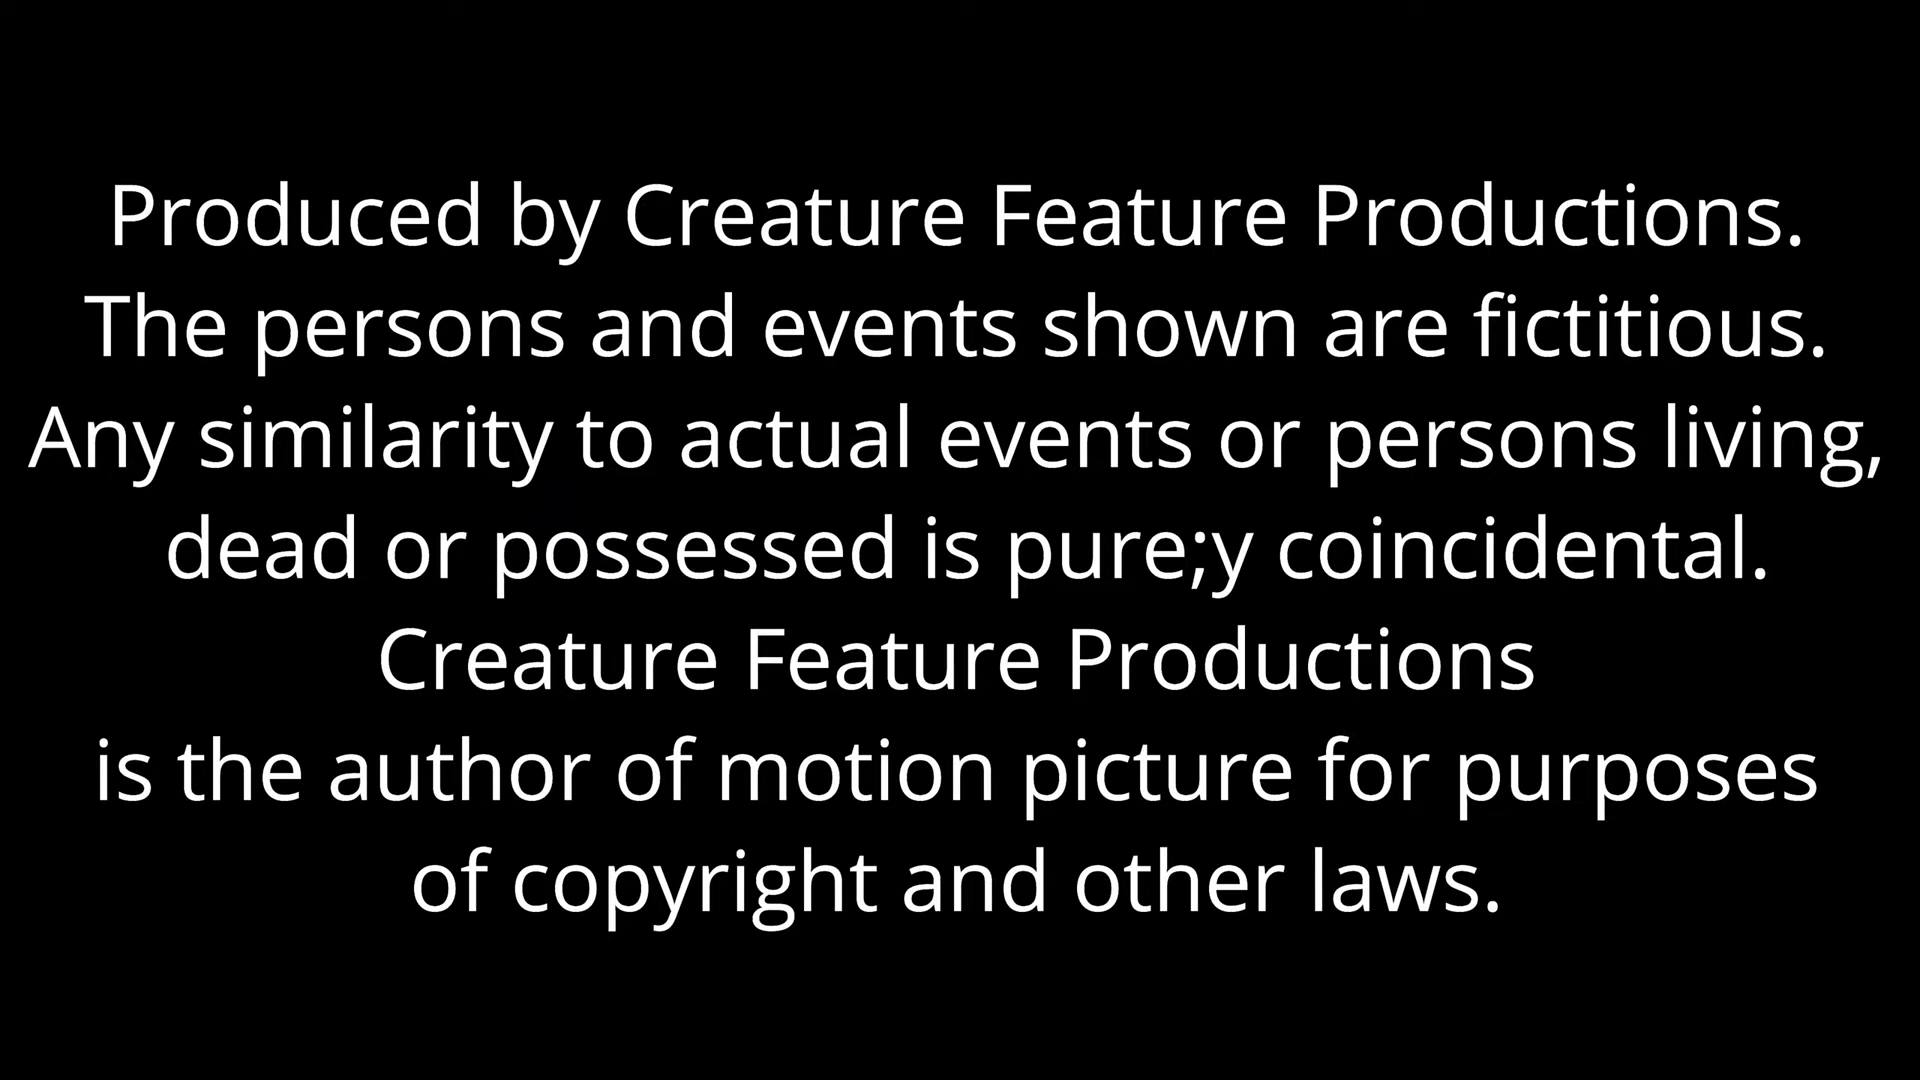 Produced by Creature Feature Productions.
The persons and events shown are fictitious.
Any similarity to actual events or persons living,
dead or possessed is pure;y coincidental.
Creature Feature Productions
is the author of motion picture for purposes
of copyright and other laws.